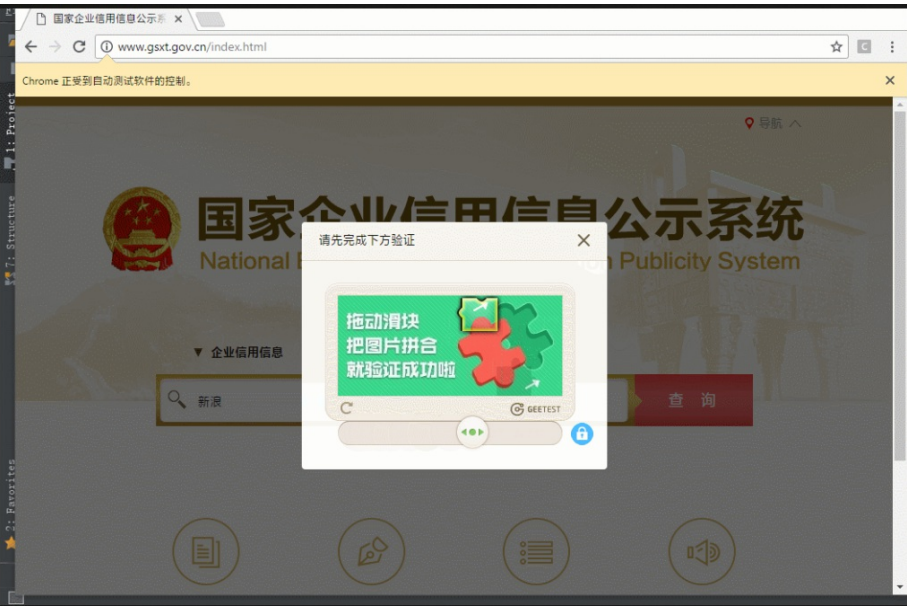 国家企业信用信息公示系
www.gsxt.gov.cn/index.html
Chrome 正受到自动测试软件的控制。
1: Project
7: Structure
2: Favorites
导航
国家企业信用信息公示系统
National
Publicity System
请先完成下方验证
拖动滑块
把图片拼合
就验证成功啦
GEETEST
企业信用信息
新浪
查 询